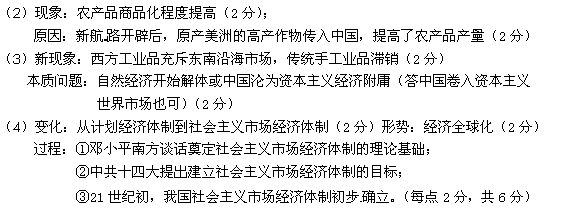 （2）现象：农产品商品化程度提高（2 分）；
原因：新航路开辟后，原产美洲的高产作物传入中国，提高了农产品产量（2 分）
（3）新现象：西方工业品充斥东南沿海市场，传统手工业品滞销（2 分）
本质问题：自然经济开始解体或中国沦为资本主义经济附庸（答中国卷入资本主义
世界市场也可）（2 分）
（4）变化：从计划经济体制到社会主义市场经济体制（2 分）形势：经济全球化（2 分）
过程：①邓小平南方谈话奠定社会主义市场经济体制的理论基础；
②中共十四大提出建立社会主义市场经济体制的目标；
③21 世纪初，我国社会主义市场经济体制初步确立。（每点 2 分，共 6 分）